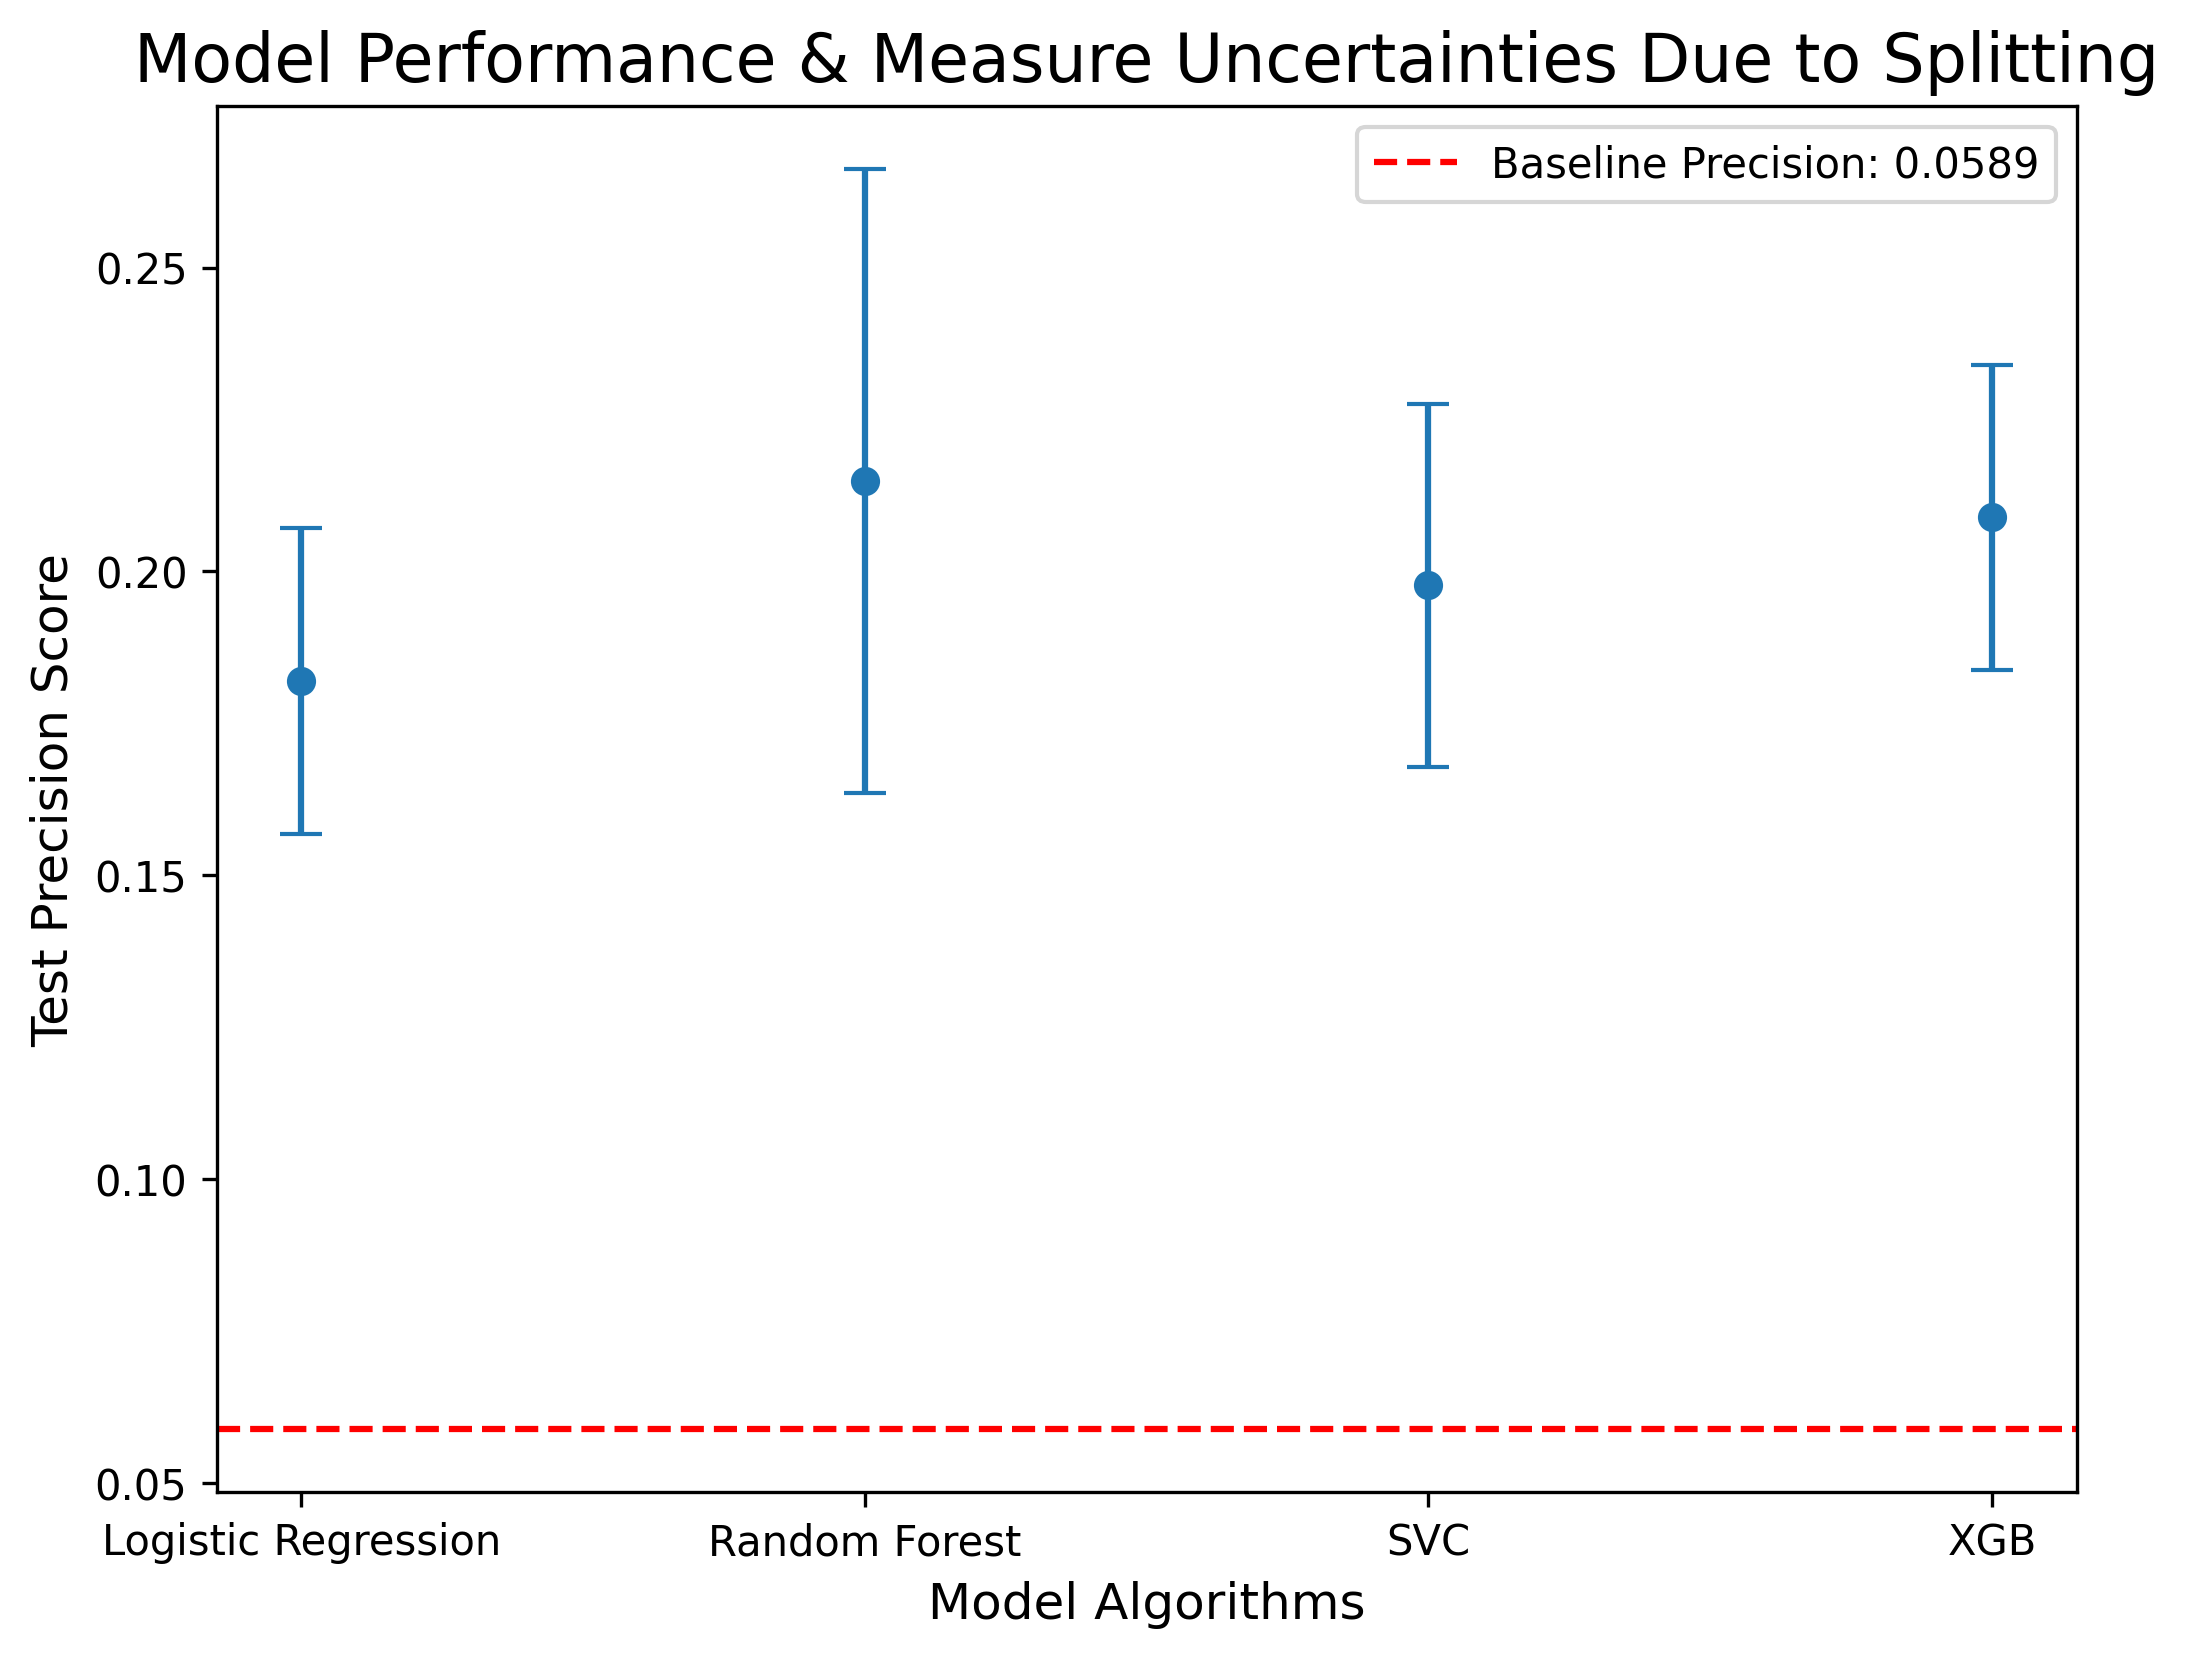 Model Performance & Measure Uncertainties Due to Splitting
Baseline Precision: 0.0589
Test Precision Score
0.25
0.20
0.15
0.10
0.05
Logistic Regression
Random Forest
SVC
XGB
Model Algorithms